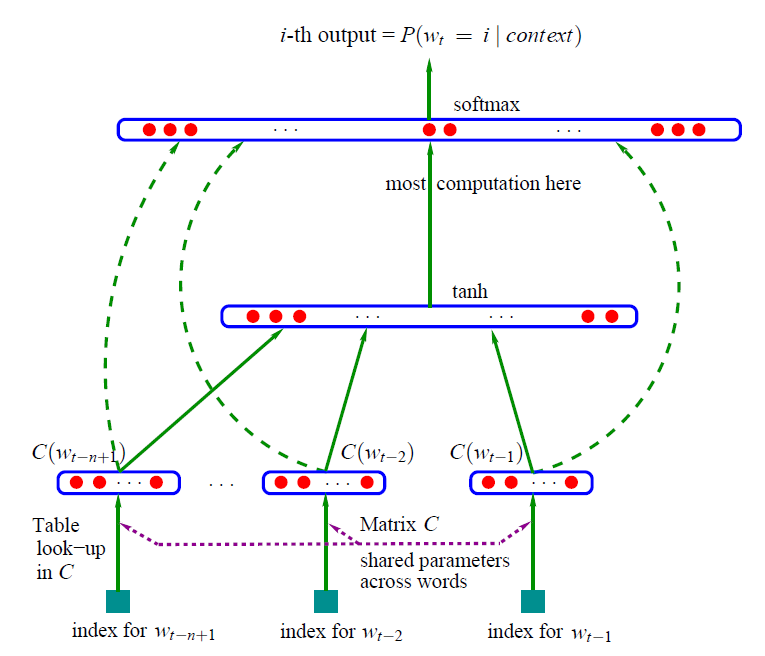 i-th output = P(w_t = i | context)
softmax
. . .
. . .
most computation here
tanh
. . .
. . .
C(w_{t−n+1})
C(w_{t−2})
C(w_{t−1})
. . .
. . .
. . .
. . .
Table
look−up
in C
Matrix C
shared parameters
across words
index for w_{t−n+1}
index for w_{t−2}
index for w_{t−1}